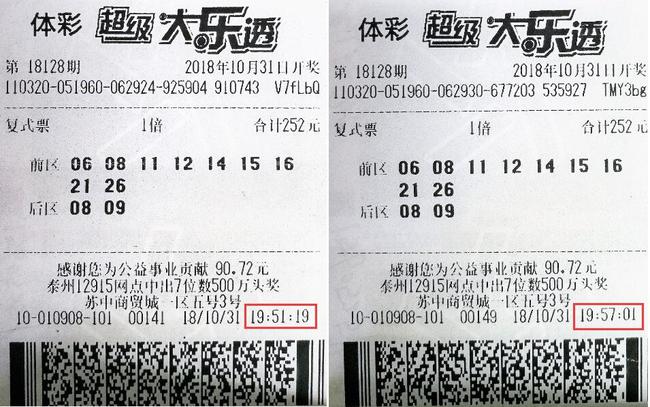 体彩 超级大乐透
第 18128期 2018年10月31日开奖
110320-051960-062924-925904 910743 V7fLbQ
复式票 1倍 合计252元
前区 06 08 11 12 14 15 16
21 26
后区 08 09
感谢您为公益事业贡献 90.72元
泰州12915网点中出7位数500万头奖
苏中商贸城一区五号3号
10-010908-101 00141 18/10/31 19:51:19
体彩 超级大乐透
第 18128期 2018年10月31日开奖
110320-051960-062930-677203 535927 TMY3bg
复式票 1倍 合计252元
前区 06 08 11 12 14 15 16
21 26
后区 08 09
感谢您为公益事业贡献 90.72元
泰州12915网点中出7位数500万头奖
苏中商贸城一区五号3号
10-010908-101 00149 18/10/31 19:57:01